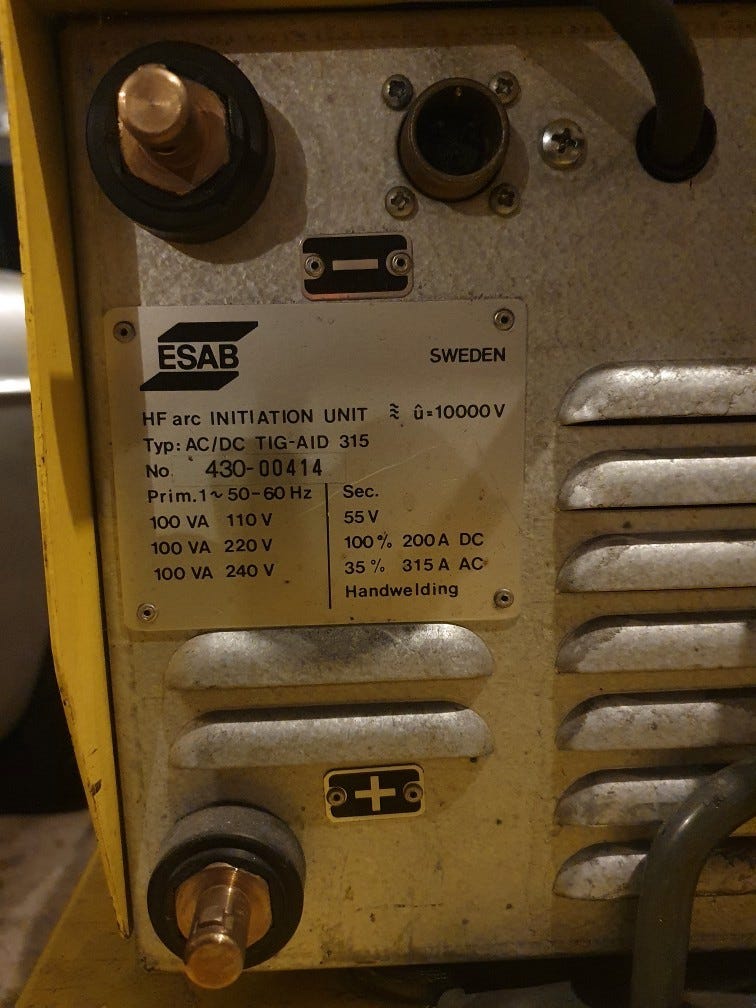 −
ESAB
SWEDEN
HF arc INITIATION UNIT ≈̃ û=10000V
Typ: AC/DC TIG-AID 315
No 430-00414
Prim.1~50-60 Hz
100 VA 110 V
100 VA 220 V
100 VA 240 V
Sec.
55 V
100 % 200 A DC
35 % 315 A AC
Handwelding
+